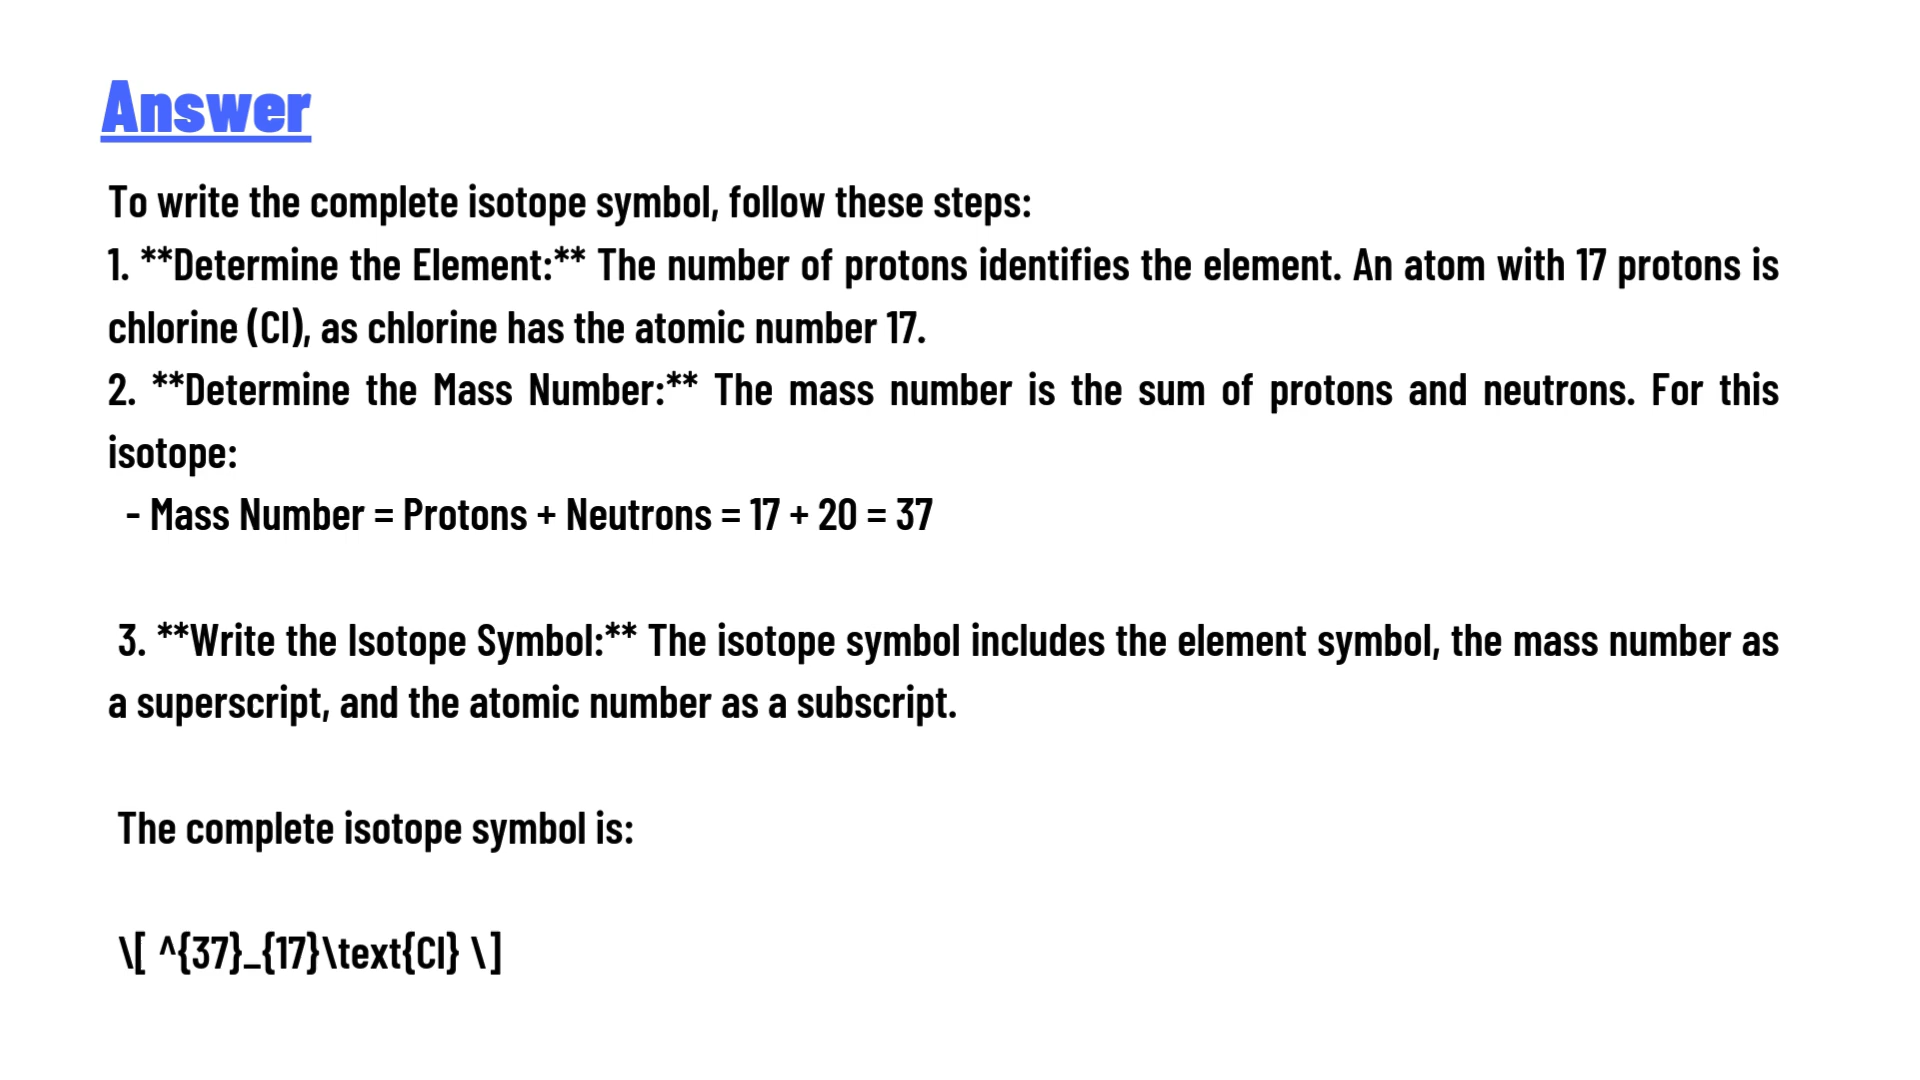 Answer
To write the complete isotope symbol, follow these steps:
1. **Determine the Element:** The number of protons identifies the element. An atom with 17 protons is
chlorine (Cl), as chlorine has the atomic number 17.
2. **Determine the Mass Number:** The mass number is the sum of protons and neutrons. For this
isotope:
- Mass Number = Protons + Neutrons = 17 + 20 = 37
3. **Write the Isotope Symbol:** The isotope symbol includes the element symbol, the mass number as
a superscript, and the atomic number as a subscript.
The complete isotope symbol is:
\[ ^{37}_{17}\text{Cl} \]